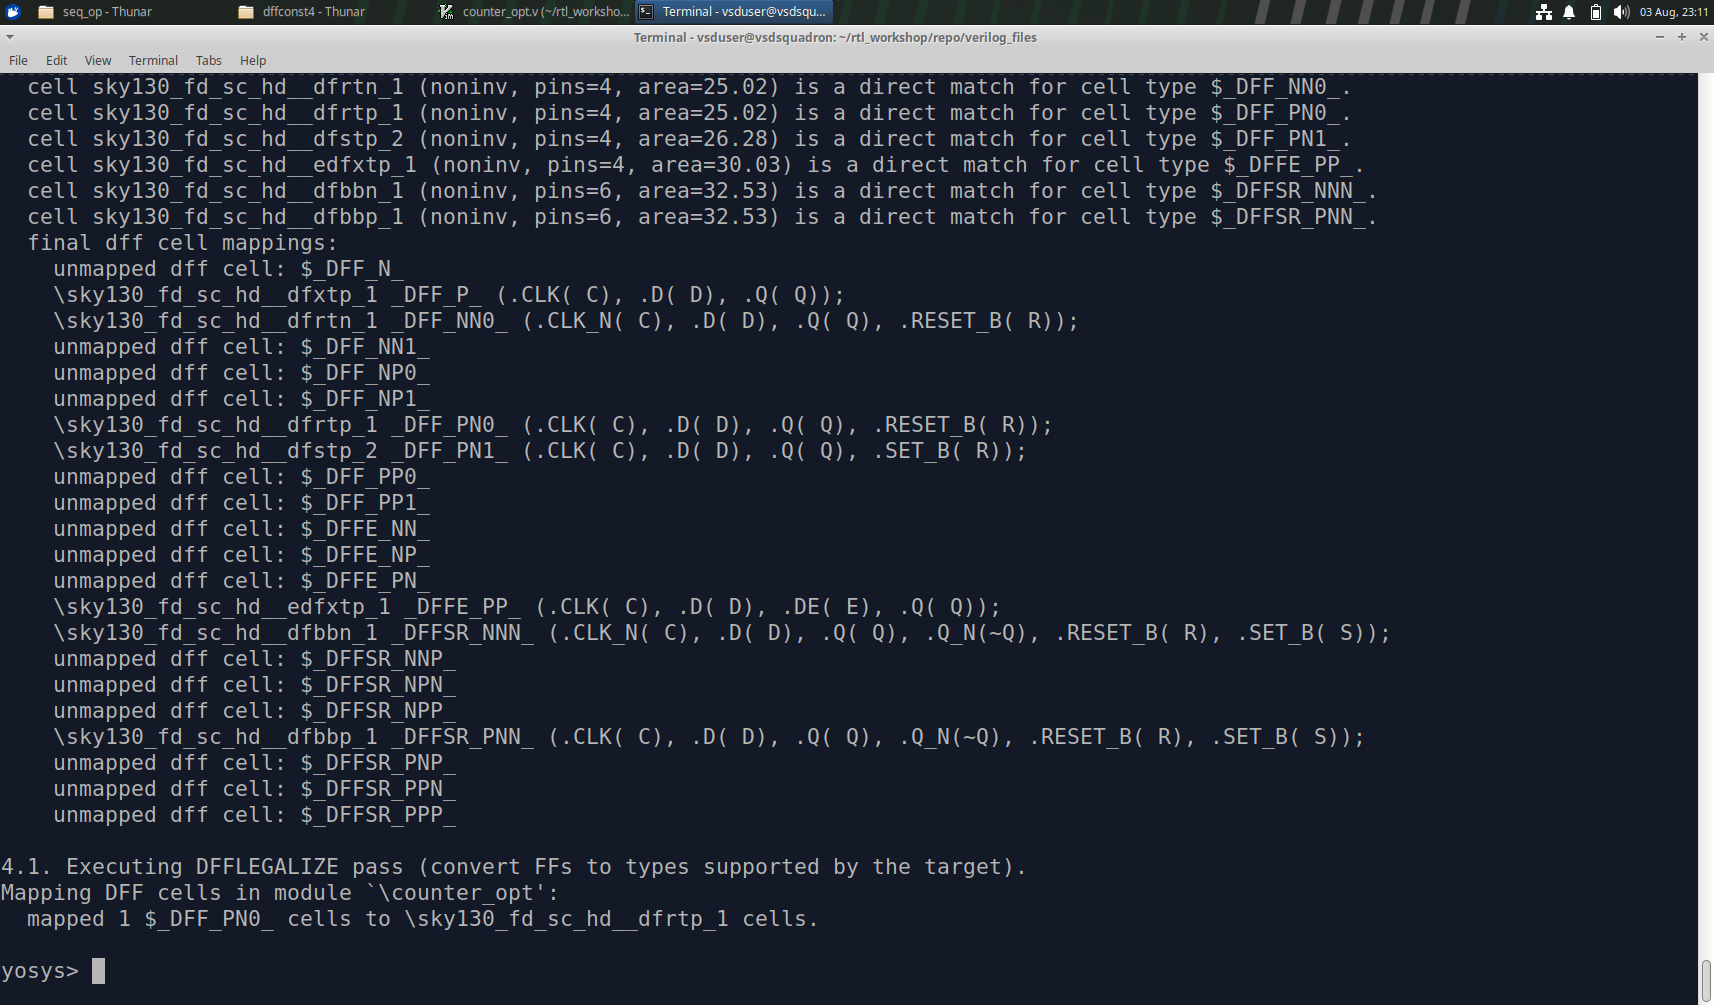 seq_op - Thunar
dffconst4 - Thunar
counter_opt.v (~/rtl_worksho...
Terminal - vsduser@vsdsqu...
03 Aug, 23:11
Terminal - vsduser@vsdsquadron: ~/rtl_workshop/repo/verilog_files
File Edit View Terminal Tabs Help
cell sky130_fd_sc_hd__dfrtn_1 (noninv, pins=4, area=25.02) is a direct match for cell type $_DFF_NN0_.
cell sky130_fd_sc_hd__dfrtp_1 (noninv, pins=4, area=25.02) is a direct match for cell type $_DFF_PN0_.
cell sky130_fd_sc_hd__dfstp_2 (noninv, pins=4, area=26.28) is a direct match for cell type $_DFF_PN1_.
cell sky130_fd_sc_hd__edfxtp_1 (noninv, pins=4, area=30.03) is a direct match for cell type $_DFFE_PP_.
cell sky130_fd_sc_hd__dfbbn_1 (noninv, pins=6, area=32.53) is a direct match for cell type $_DFFSR_NNN_.
cell sky130_fd_sc_hd__dfbbp_1 (noninv, pins=6, area=32.53) is a direct match for cell type $_DFFSR_PNN_.
final dff cell mappings:
unmapped dff cell: $_DFF_N_
\sky130_fd_sc_hd__dfxtp_1 _DFF_P_ (.CLK( C), .D( D), .Q( Q));
\sky130_fd_sc_hd__dfrtn_1 _DFF_NN0_ (.CLK_N( C), .D( D), .Q( Q), .RESET_B( R));
unmapped dff cell: $_DFF_NN1_
unmapped dff cell: $_DFF_NP0_
unmapped dff cell: $_DFF_NP1_
\sky130_fd_sc_hd__dfrtp_1 _DFF_PN0_ (.CLK( C), .D( D), .Q( Q), .RESET_B( R));
\sky130_fd_sc_hd__dfstp_2 _DFF_PN1_ (.CLK( C), .D( D), .Q( Q), .SET_B( R));
unmapped dff cell: $_DFF_PP0_
unmapped dff cell: $_DFF_PP1_
unmapped dff cell: $_DFFE_NN_
unmapped dff cell: $_DFFE_NP_
unmapped dff cell: $_DFFE_PN_
\sky130_fd_sc_hd__edfxtp_1 _DFFE_PP_ (.CLK( C), .D( D), .DE( E), .Q( Q));
\sky130_fd_sc_hd__dfbbn_1 _DFFSR_NNN_ (.CLK_N( C), .D( D), .Q( Q), .Q_N(~Q), .RESET_B( R), .SET_B( S));
unmapped dff cell: $_DFFSR_NNP_
unmapped dff cell: $_DFFSR_NPN_
unmapped dff cell: $_DFFSR_NPP_
\sky130_fd_sc_hd__dfbbp_1 _DFFSR_PNN_ (.CLK( C), .D( D), .Q( Q), .Q_N(~Q), .RESET_B( R), .SET_B( S));
unmapped dff cell: $_DFFSR_PNP_
unmapped dff cell: $_DFFSR_PPN_
unmapped dff cell: $_DFFSR_PPP_
4.1. Executing DFFLEGALIZE pass (convert FFs to types supported by the target).
Mapping DFF cells in module `\counter_opt':
mapped 1 $_DFF_PN0_ cells to \sky130_fd_sc_hd__dfrtp_1 cells.
yosys>